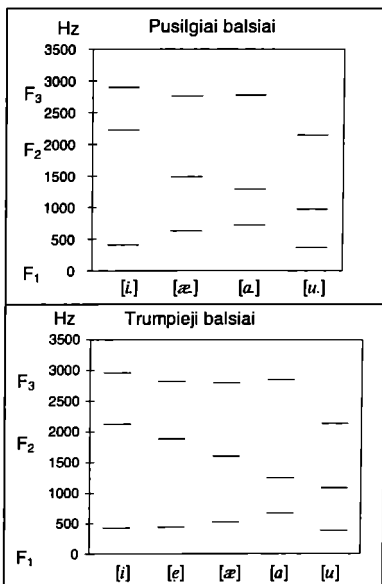 Hz Pusilgiai balsiai
3500
3000
F3
2500
F2
2000
1500
1000
500
F1
0
[i.] [æ.] [a.] [u.]
Hz Trumpieji balsiai
3500
3000
F3
2500
F2
2000
1500
1000
500
0
F1
[i] [ẹ] [æ] [a] [u]